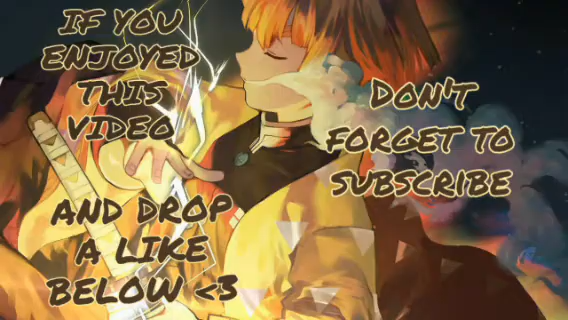 IF YOU
ENJOYED
THIS
VIDEO
AND DROP
A LIKE
BELOW <3
DON'T
FORGET TO
SUBSCRIBE